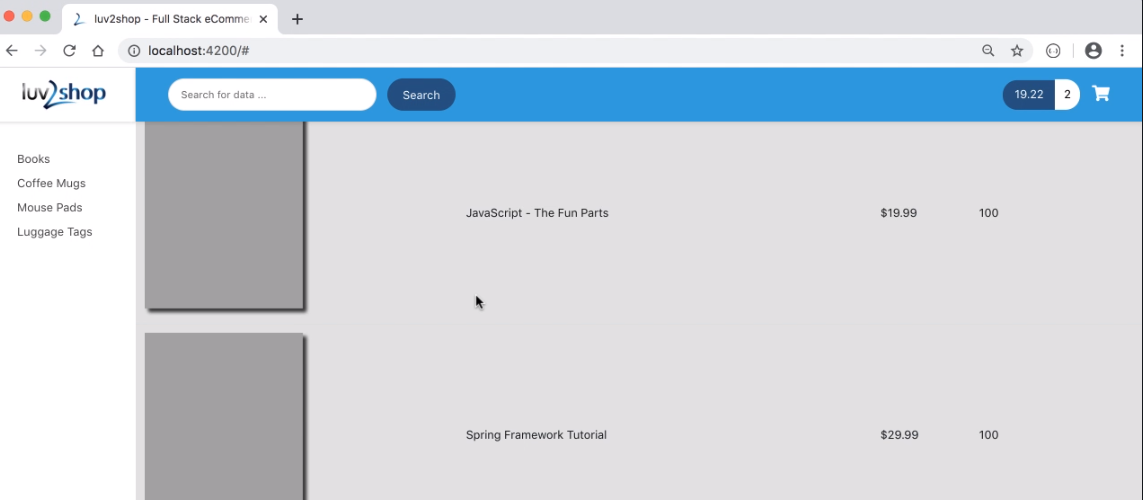 luv2shop - Full Stack eComme
localhost:4200/#
luv2shop
Search for data ...
Search
19.22
2
Books
Coffee Mugs
Mouse Pads
Luggage Tags
JavaScript - The Fun Parts $19.99 100
Spring Framework Tutorial $29.99 100